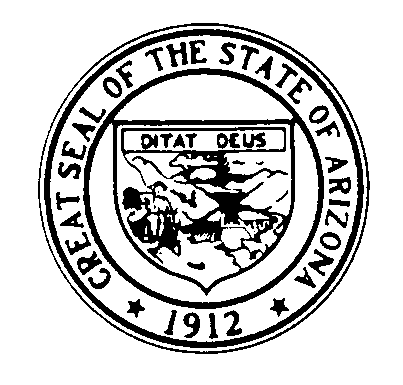 GREAT SEAL OF THE STATE OF ARIZONA
DITAT DEUS
1912